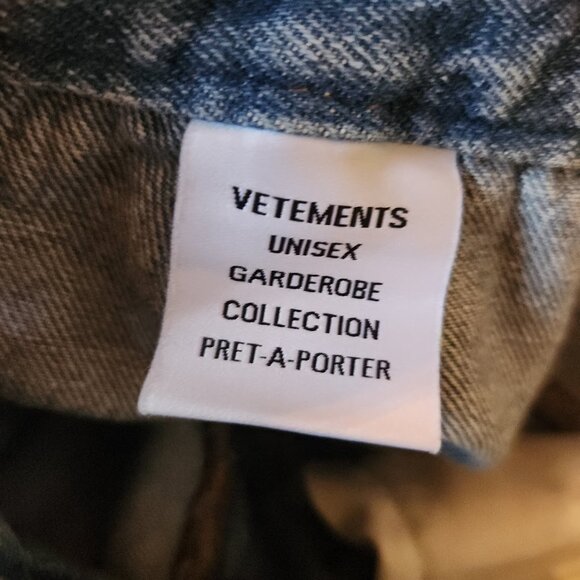 VETEMENTS
UNISEX
GARDEROBE
COLLECTION
PRET-A-PORTER